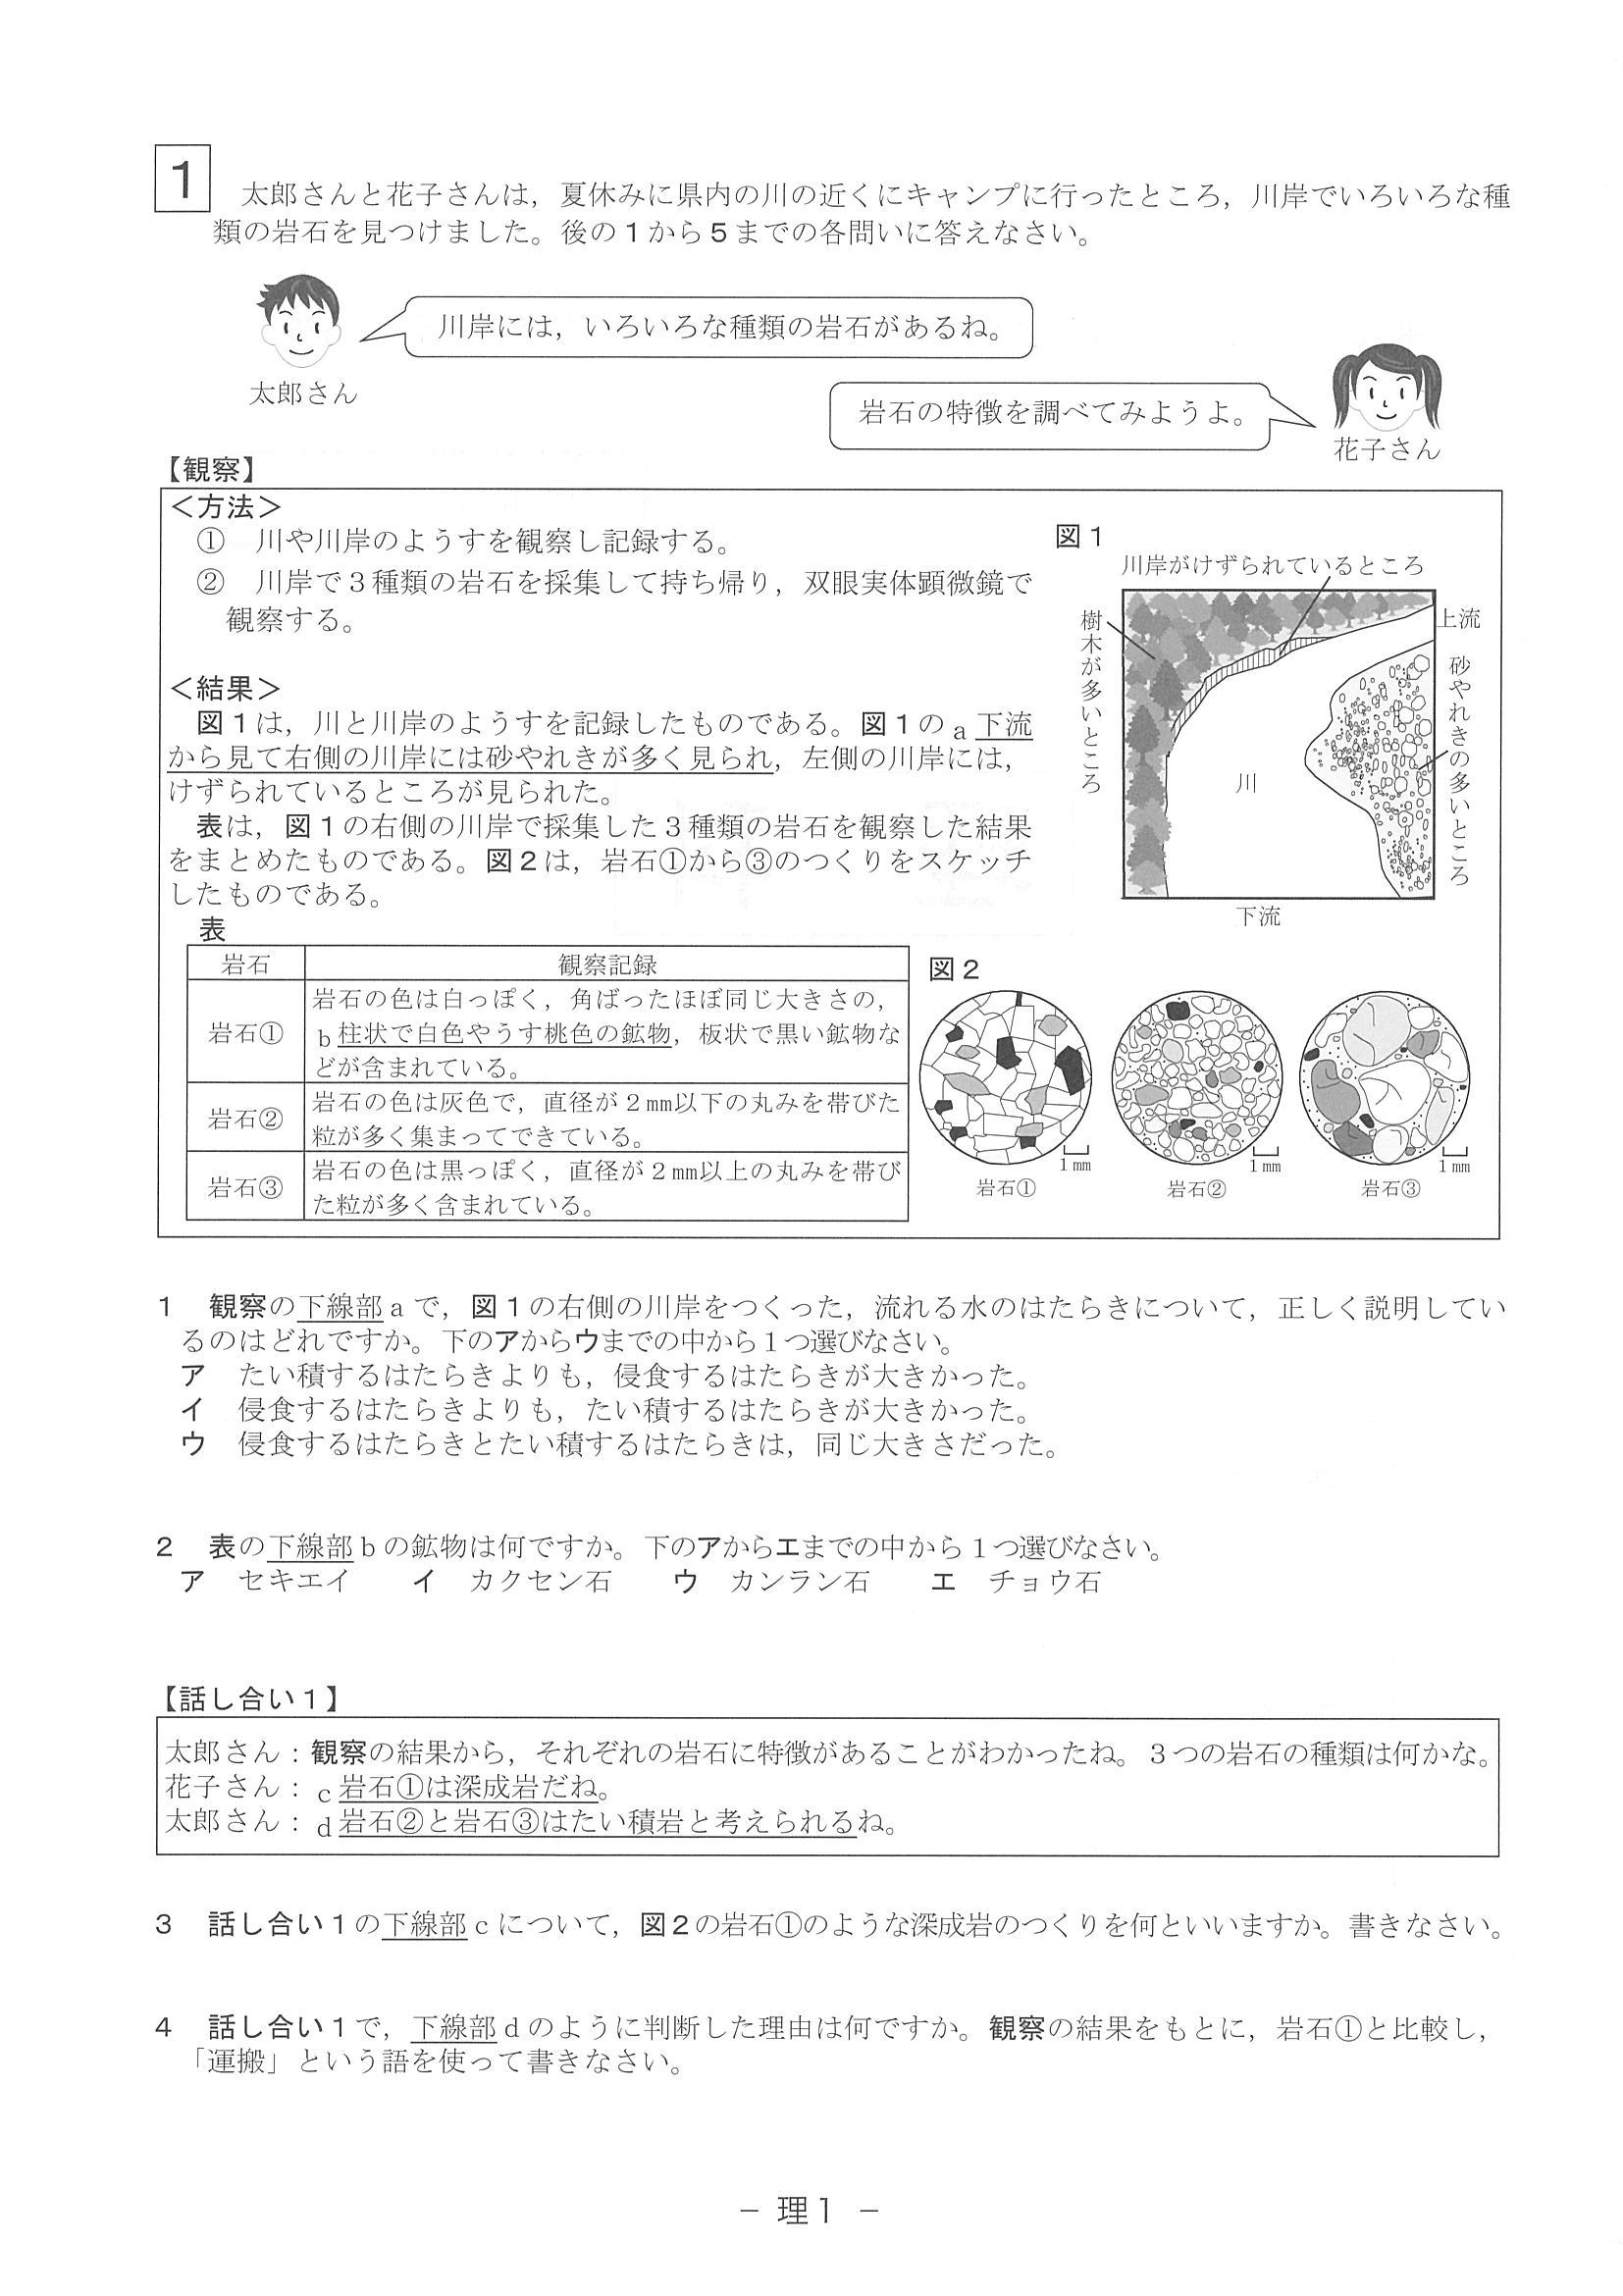 1
太郎さんと花子さんは，夏休みに県内の川の近くにキャンプに行ったところ，川岸でいろいろな種
類の岩石を見つけました。後の１から５までの各問いに答えなさい。
川岸には，いろいろな種類の岩石があるね。
太郎さん
岩石の特徴を調べてみようよ。
花子さん
【観察】
＜方法＞
①　川や川岸のようすを観察し記録する。
②　川岸で３種類の岩石を採集して持ち帰り，双眼実体顕微鏡で
観察する。
＜結果＞
図１は，川と川岸のようすを記録したものである。図１のａ下流
から見て右側の川岸には砂やれきが多く見られ，左側の川岸には，
けずられているところが見られた。
表は，図１の右側の川岸で採集した３種類の岩石を観察した結果
をまとめたものである。図２は，岩石①から③のつくりをスケッチ
したものである。
図１
川岸がけずられているところ
樹木が多いところ
上流
砂やれきの多いところ
川
下流
表
岩石　観察記録
岩石①　岩石の色は白っぽく，角ばったほぼ同じ大きさの，
ｂ柱状で白色やうす桃色の鉱物，板状で黒い鉱物な
どが含まれている。
岩石②　岩石の色は灰色で，直径が２㎜以下の丸みを帯びた
粒が多く集まってできている。
岩石③　岩石の色は黒っぽく，直径が２㎜以上の丸みを帯び
た粒が多く含まれている。
図２
1㎜　1㎜　1㎜
岩石①　岩石②　岩石③
１　観察の下線部ａで，図１の右側の川岸をつくった，流れる水のはたらきについて，正しく説明してい
るのはどれですか。下のアからウまでの中から１つ選びなさい。
ア　たい積するはたらきよりも，侵食するはたらきが大きかった。
イ　侵食するはたらきよりも，たい積するはたらきが大きかった。
ウ　侵食するはたらきとたい積するはたらきは，同じ大きさだった。
２　表の下線部ｂの鉱物は何ですか。下のアからエまでの中から１つ選びなさい。
ア　セキエイ　イ　カクセン石　ウ　カンラン石　エ　チョウ石
【話し合い１】
太郎さん：観察の結果から，それぞれの岩石に特徴があることがわかったね。３つの岩石の種類は何かな。
花子さん：ｃ岩石①は深成岩だね。
太郎さん：ｄ岩石②と岩石③はたい積岩と考えられるね。
３　話し合い１の下線部ｃについて，図２の岩石①のような深成岩のつくりを何といいますか。書きなさい。
４　話し合い１で，下線部ｄのように判断した理由は何ですか。観察の結果をもとに，岩石①と比較し，
「運搬」という語を使って書きなさい。
－ 理１ －